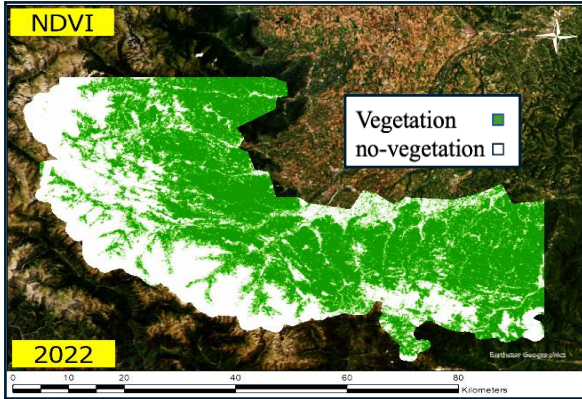 NDVI
N
Vegetation
no-vegetation
2022
Earthstar Geographics
0 10 20 40 60 80
Kilometers